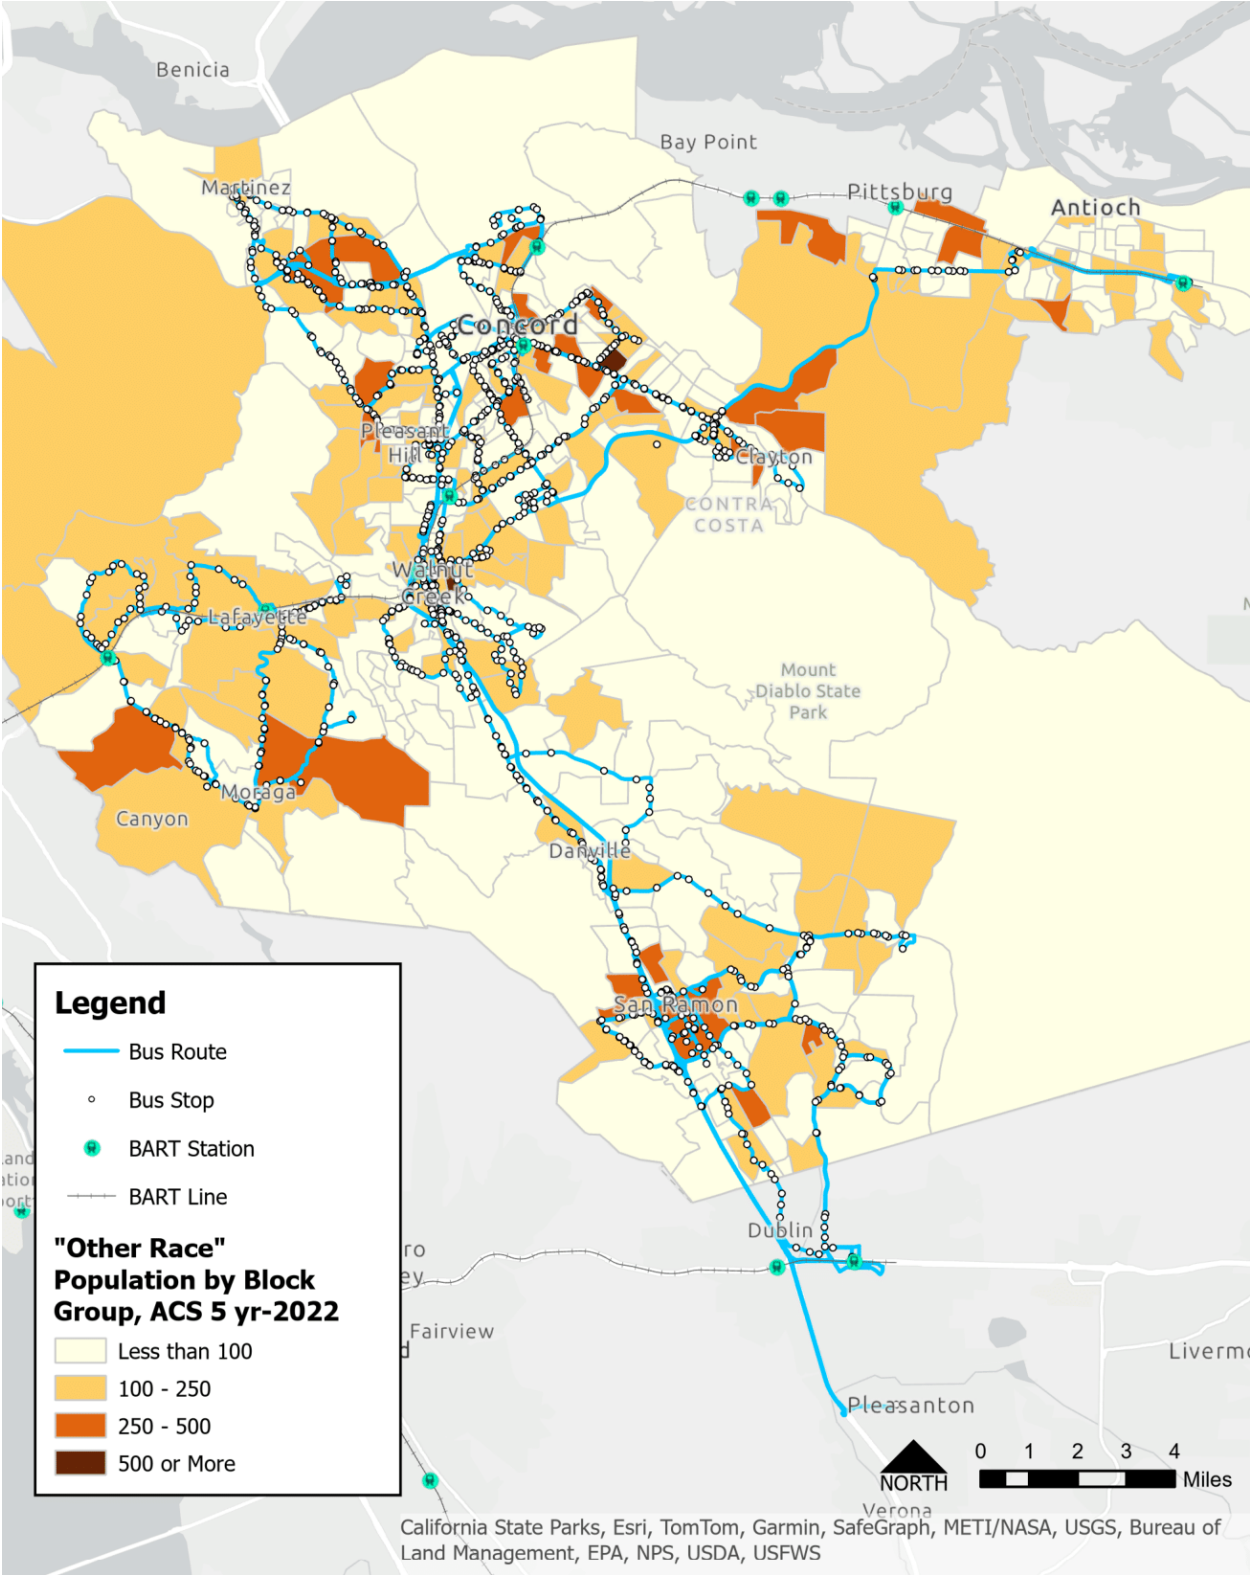 Benicia
Bay Point
Martinez
Pittsburg
Antioch
Concord
Pleasant
Hill
Clayton
CONTRA
COSTA
Walnut
Creek
Lafayette
Mount
Diablo State
Park
Moraga
Canyon
Danville
San Ramon
Legend
Bus Route
Bus Stop
BART Station
BART Line
"Other Race"
Population by Block
Group, ACS 5 yr-2022
Less than 100
100 - 250
250 - 500
500 or More
Dublin
Fairview
Livermo
Pleasanton
0 1 2 3 4
Miles
NORTH
Verona
California State Parks, Esri, TomTom, Garmin, SafeGraph, METI/NASA, USGS, Bureau of
Land Management, EPA, NPS, USDA, USFWS